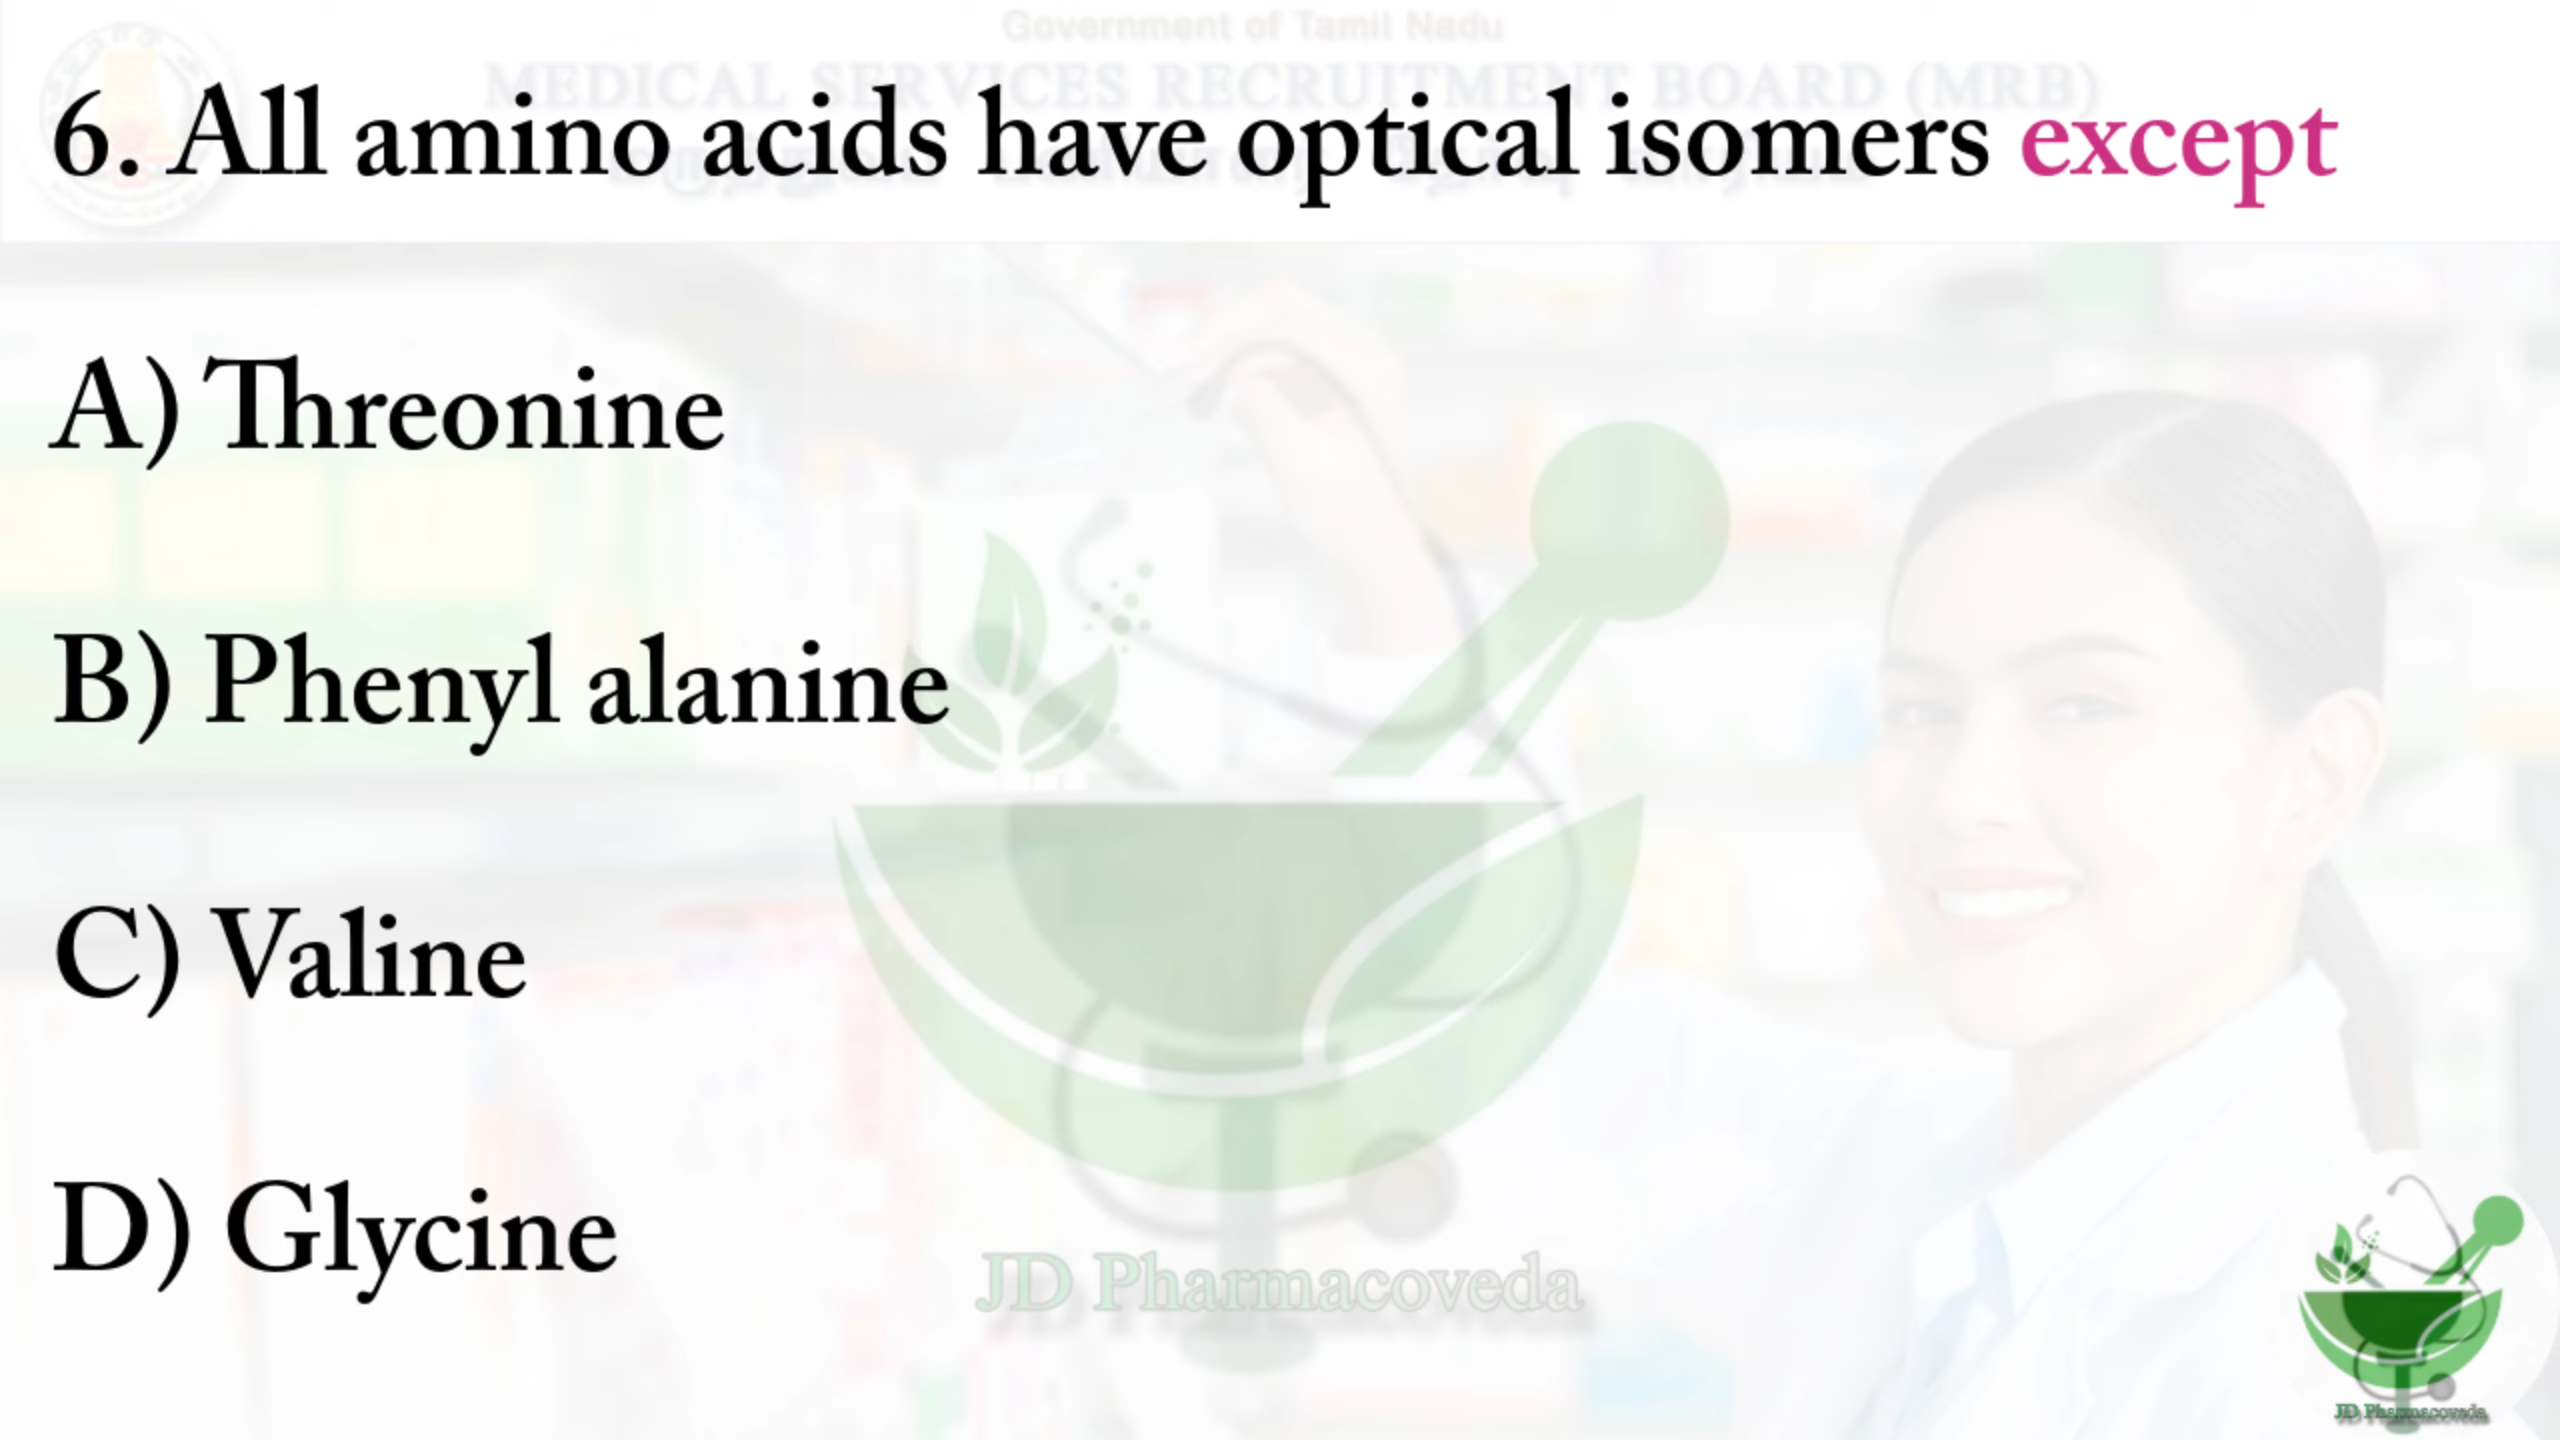 Government of Tamil Nadu
MEDICAL SERVICES RECRUITMENT BOARD (MRB)
6. All amino acids have optical isomers except
A) Threonine
B) Phenyl alanine
C) Valine
D) Glycine
JD Pharmacoveda
JD Pharmacoveda